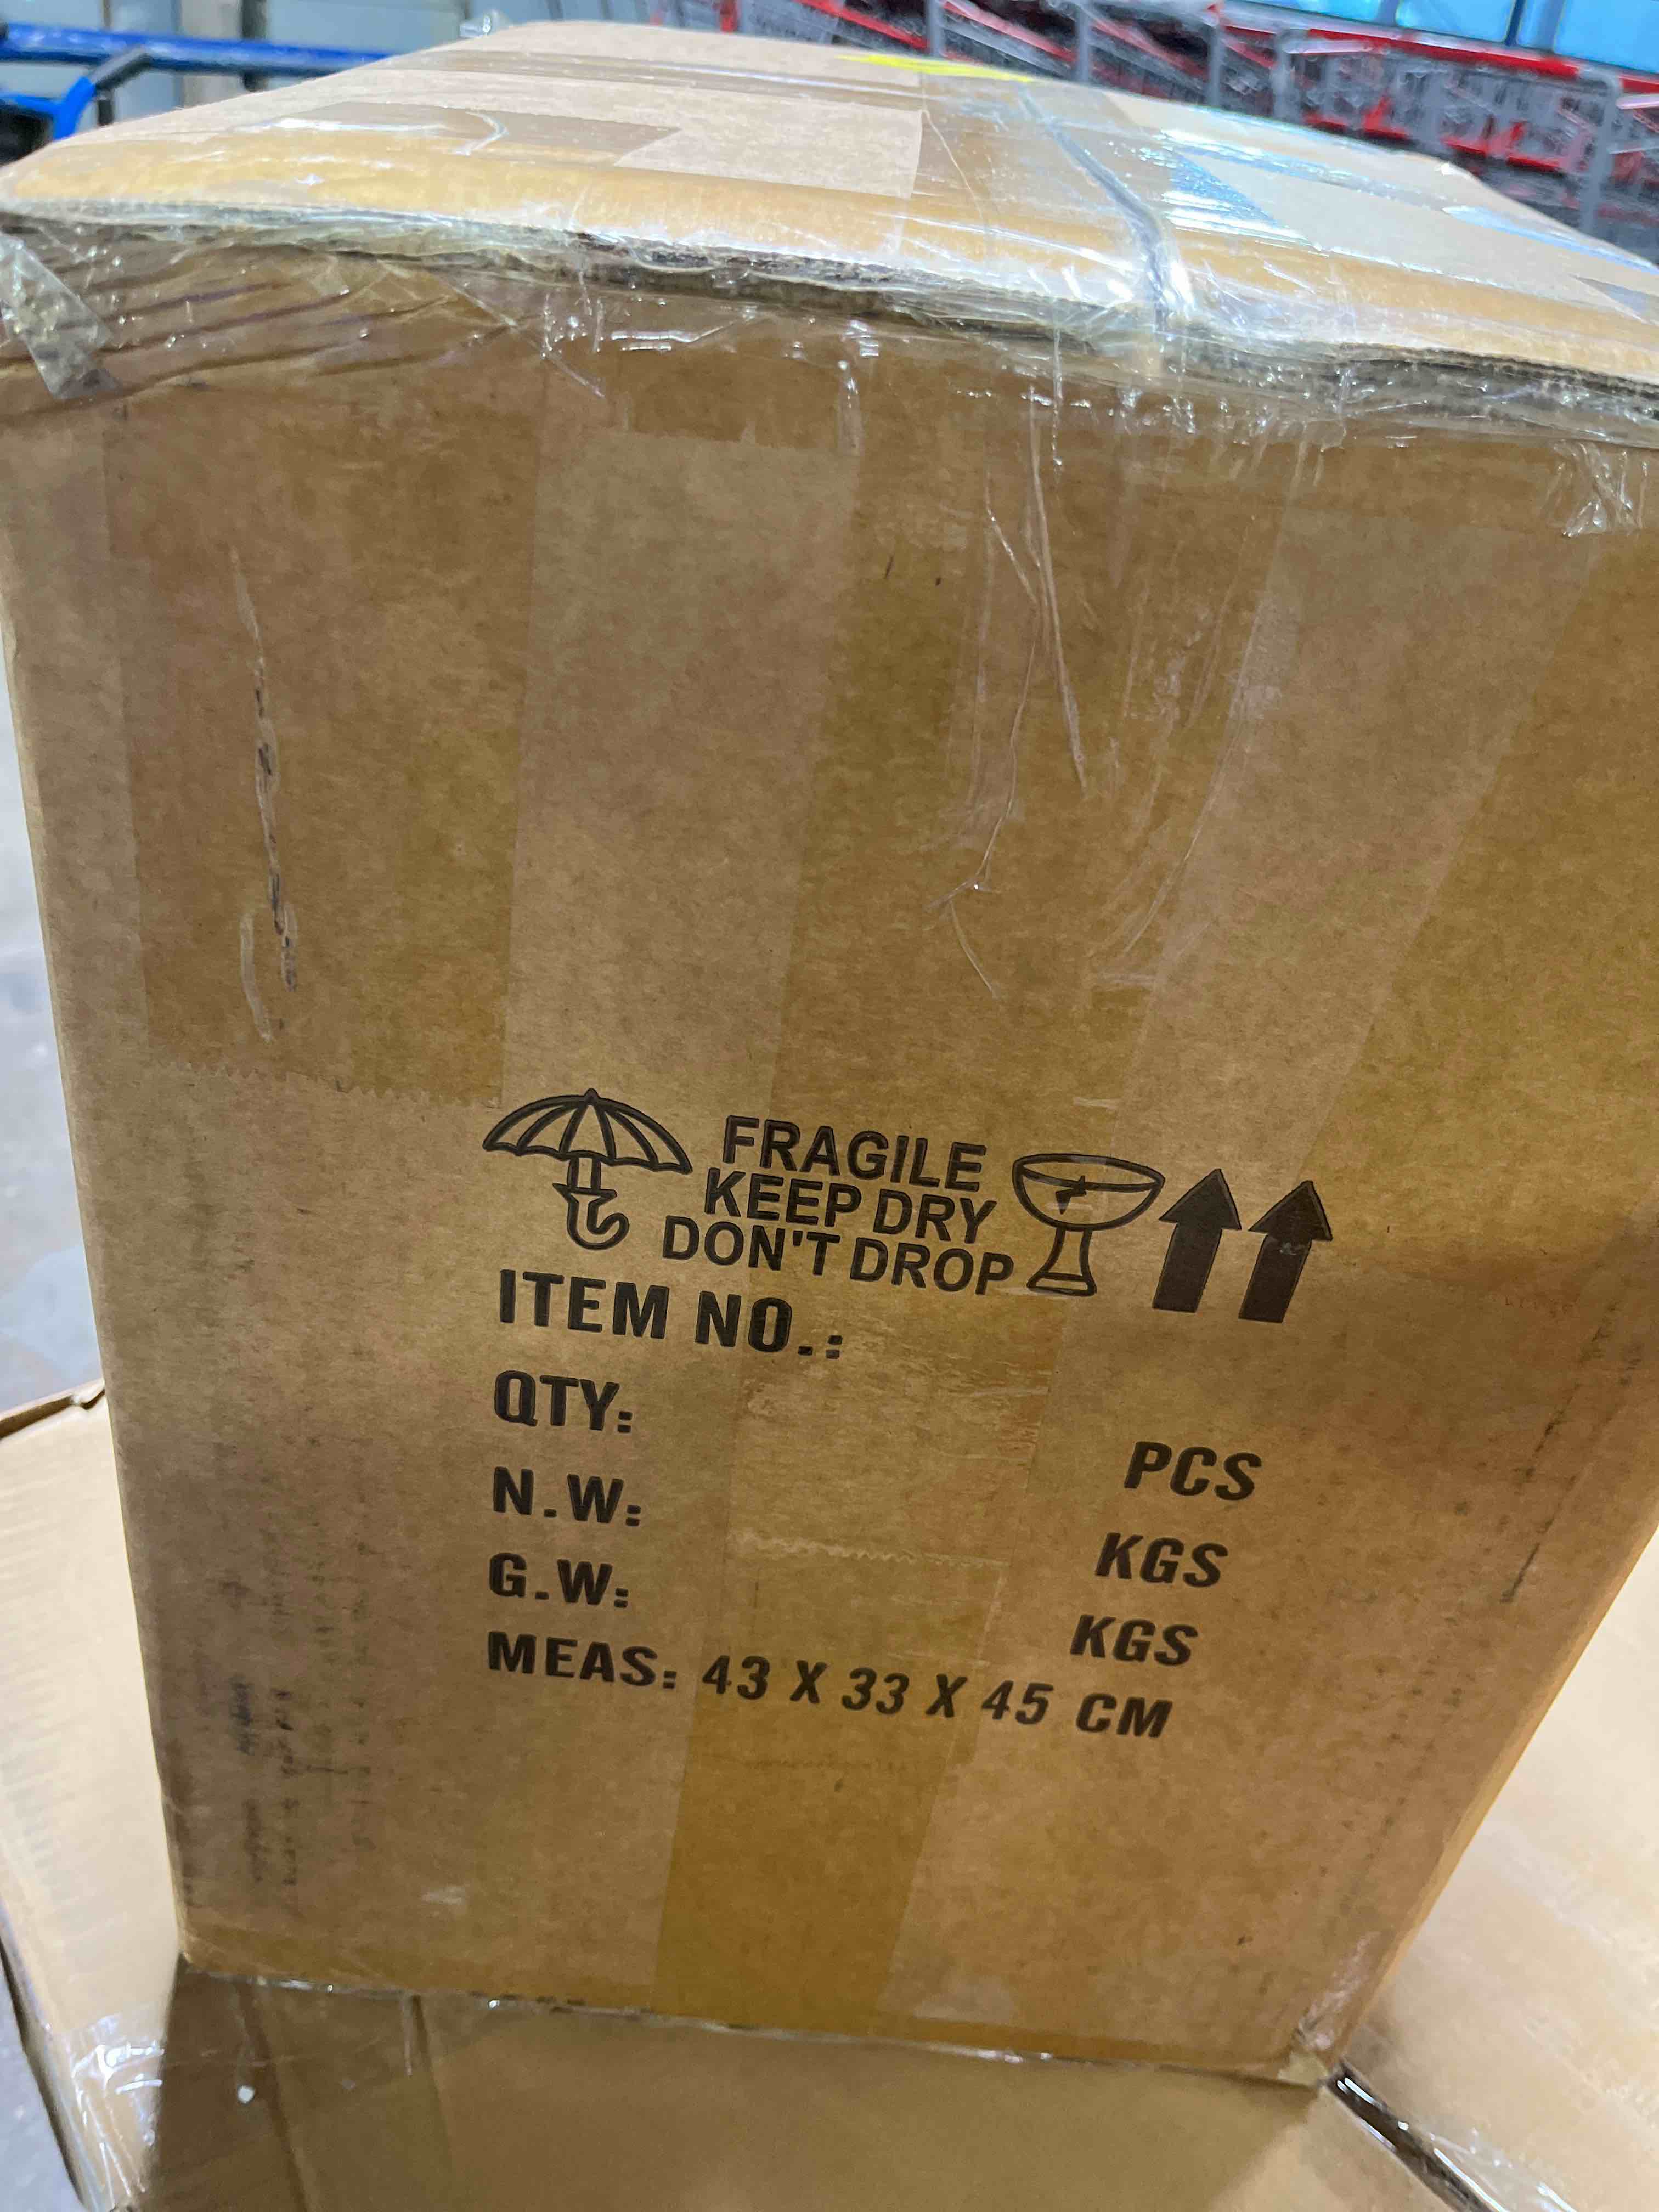 FRAGILE
KEEP DRY
DON'T DROP
ITEM NO.:
QTY: PCS
N.W: KGS
G.W: KGS
MEAS: 43 X 33 X 45 CM